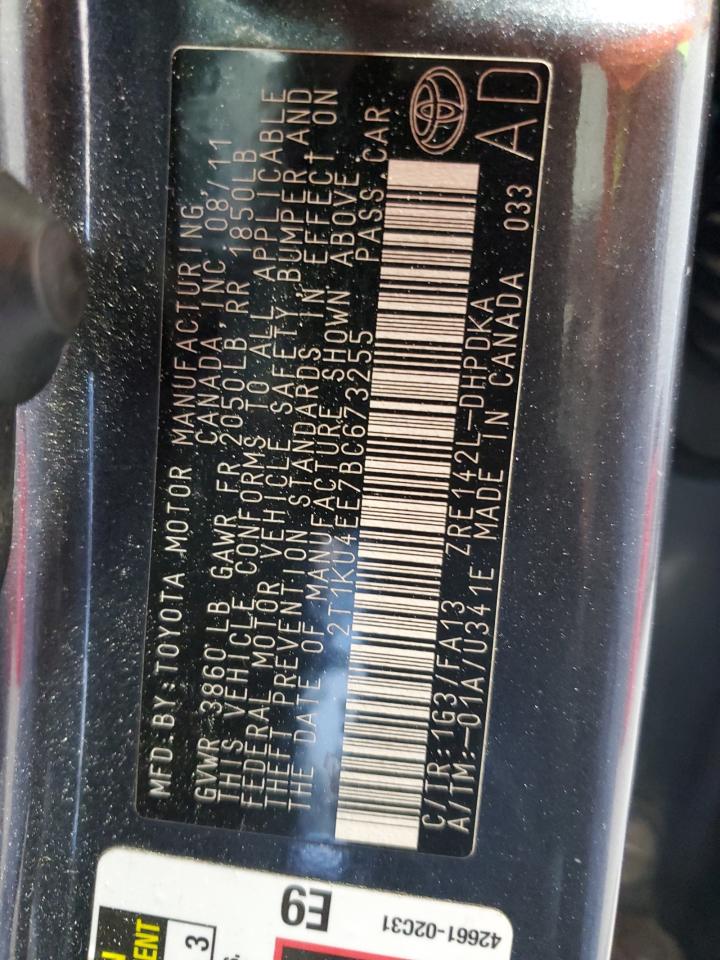 MFD.BY:TOYOTA MOTOR MANUFACTURING
CANADA, INC. 08/11
GVWR 3860 LB GAWR FR 2050LB, RR 1850LB
THIS VEHICLE CONFORMS TO ALL APPLICABLE
FEDERAL MOTOR VEHICLE SAFETY, BUMPER AND
THEFT PREVENTION STANDARDS IN EFFECT ON
THE DATE OF MANUFACTURE SHOWN ABOVE.
2T1KU4EE7BC673255 PASS.CAR
C/TR:1G3/FA13 ZRE142L-DHPDKA
A/TM:-01A/U341E MADE IN CANADA 033
AD
E9
42661-02C31
3